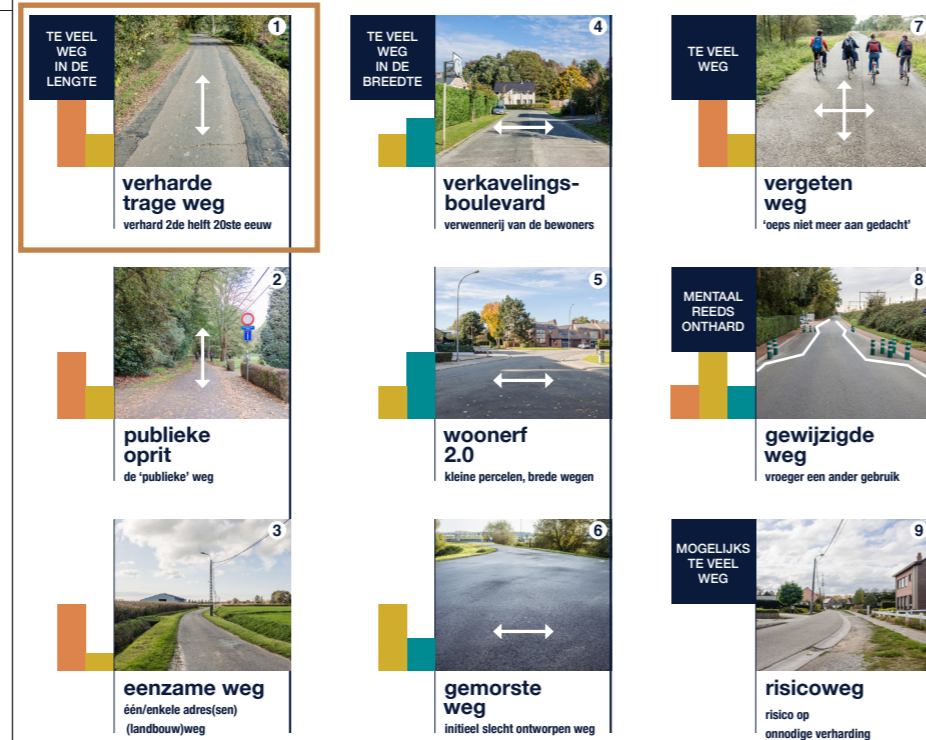 TE VEEL
WEG
IN DE
LENGTE
1
verharde
trage weg
verhard 2de helft 20ste eeuw
2
publieke
oprit
de ‘publieke’ weg
3
eenzame weg
één/enkele adres(sen)
(landbouw)weg
TE VEEL
WEG
IN DE
BREEDTE
4
verkavelings-
boulevard
verwennerij van de bewoners
5
woonerf
2.0
kleine percelen, brede wegen
6
gemorste
weg
initieel slecht ontworpen weg
TE VEEL
WEG
7
vergeten
weg
‘oeps niet meer aan gedacht’
MENTAAL
REEDS
ONTHARD
8
gewijzigde
weg
vroeger een ander gebruik
MOGELIJKS
TE VEEL
WEG
9
risicoweg
risico op
onnodige verharding